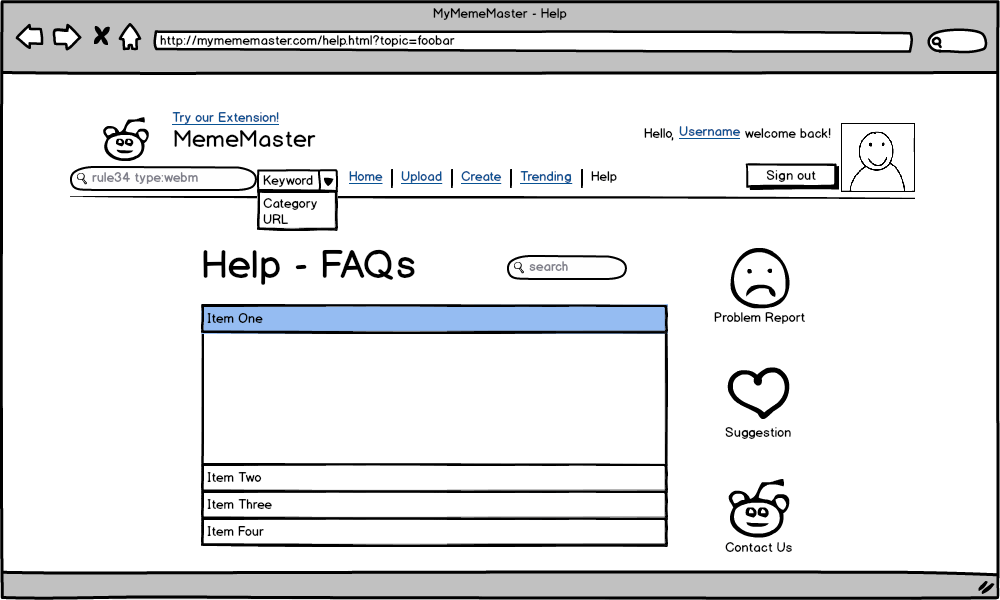 MyMemeMaster - Help
http://mymememaster.com/help.html?topic=foobar
Try our Extension!
MemeMaster
Hello, Username welcome back!
rule34 type:webm
Keyword
Home
Upload
Create
Trending
Help
Sign out
Category
URL
Help - FAQs
search
Item One
Problem Report
Suggestion
Item Two
Item Three
Item Four
Contact Us